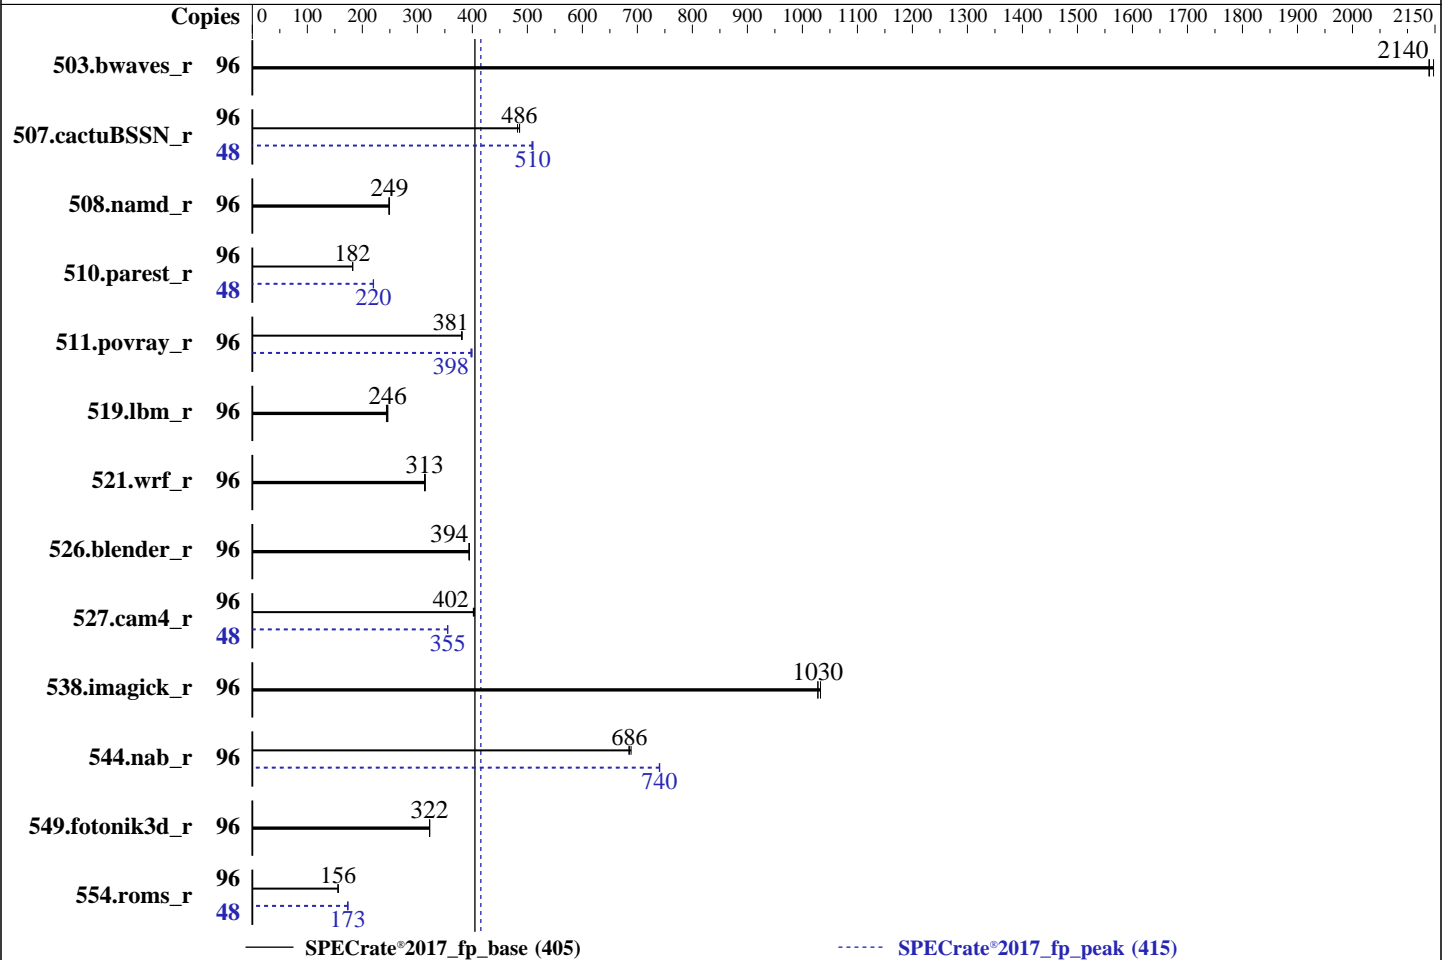 Copies 0 100 200 300 400 500 600 700 800 900 1000 1100 1200 1300 1400 1500 1600 1700 1800 1900 2000 2150
503.bwaves_r 96 2140
507.cactuBSSN_r 96 486
48 510
508.namd_r 96 249
510.parest_r 96 182
48 220
511.povray_r 96 381
398
519.lbm_r 96 246
521.wrf_r 96 313
526.blender_r 96 394
527.cam4_r 96 402
48 355
538.imagick_r 96 1030
544.nab_r 96 686
740
549.fotonik3d_r 96 322
554.roms_r 96 156
48 173
SPECrate®2017_fp_base (405) SPECrate®2017_fp_peak (415)